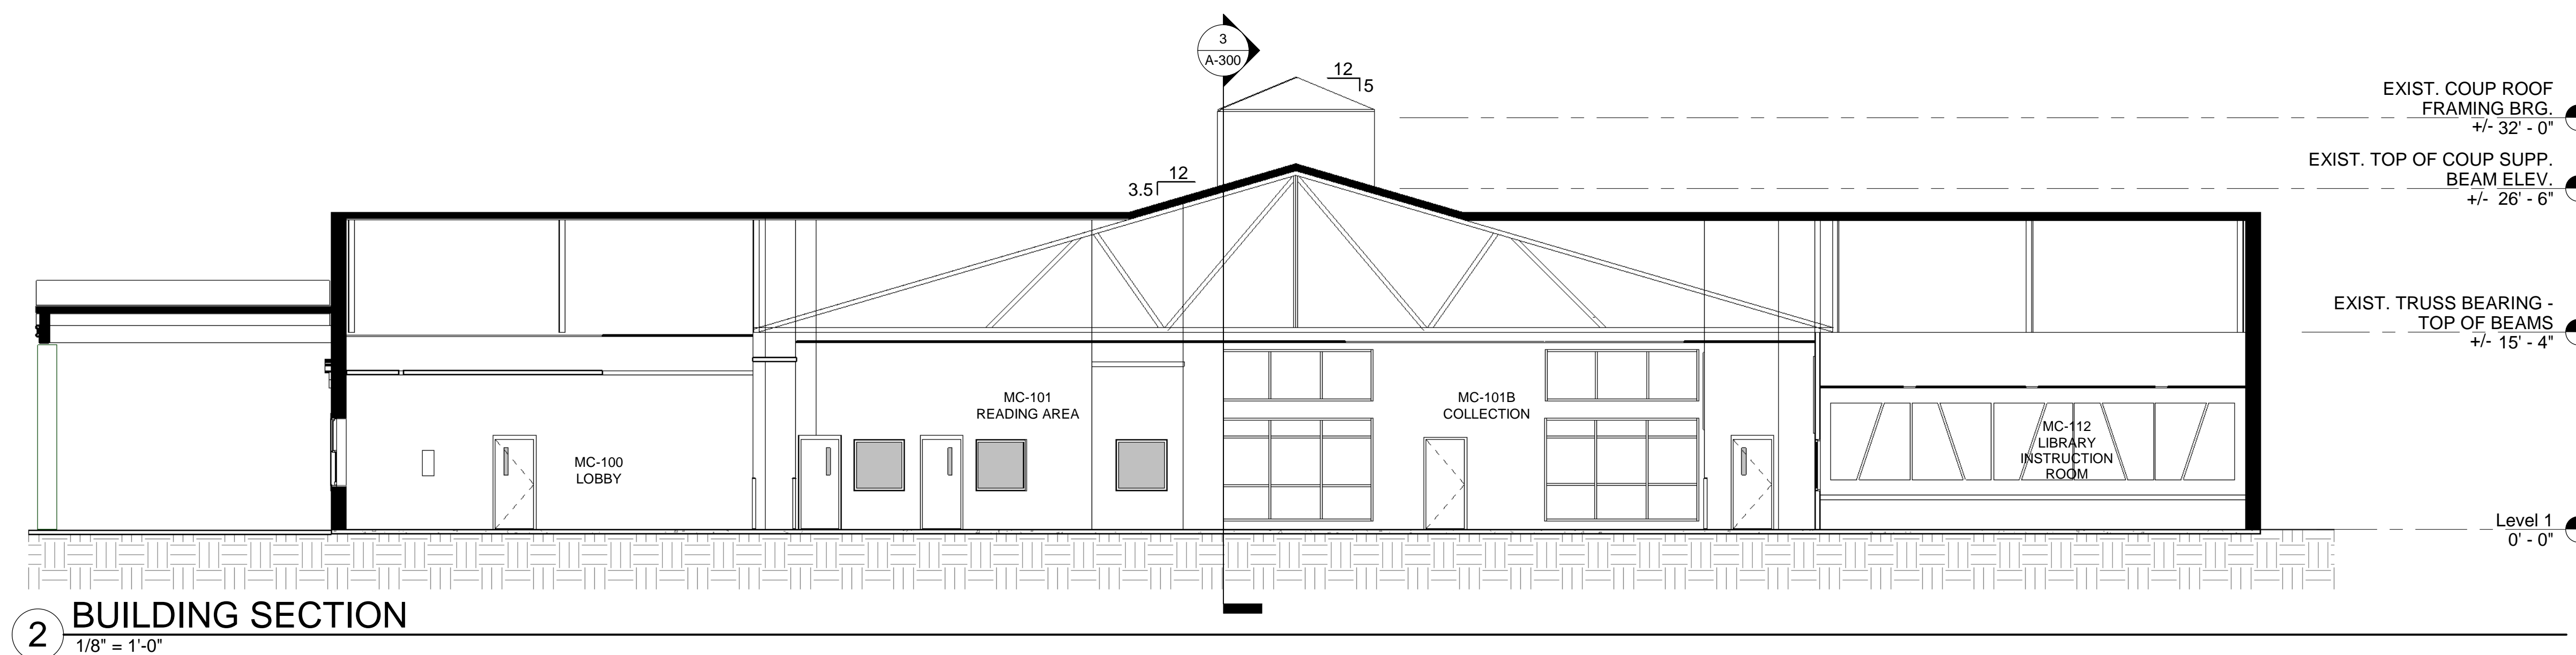 3
A-300
12
5
EXIST. COUP ROOF
FRAMING BRG.
+/- 32' - 0"
EXIST. TOP OF COUP SUPP.
BEAM ELEV.
+/- 26' - 6"
12
3.5
EXIST. TRUSS BEARING -
TOP OF BEAMS
+/- 15' - 4"
MC-101
READING AREA
MC-101B
COLLECTION
MC-112
LIBRARY
INSTRUCTION
ROOM
MC-100
LOBBY
Level 1
0' - 0"
2
BUILDING SECTION
1/8" = 1'-0"